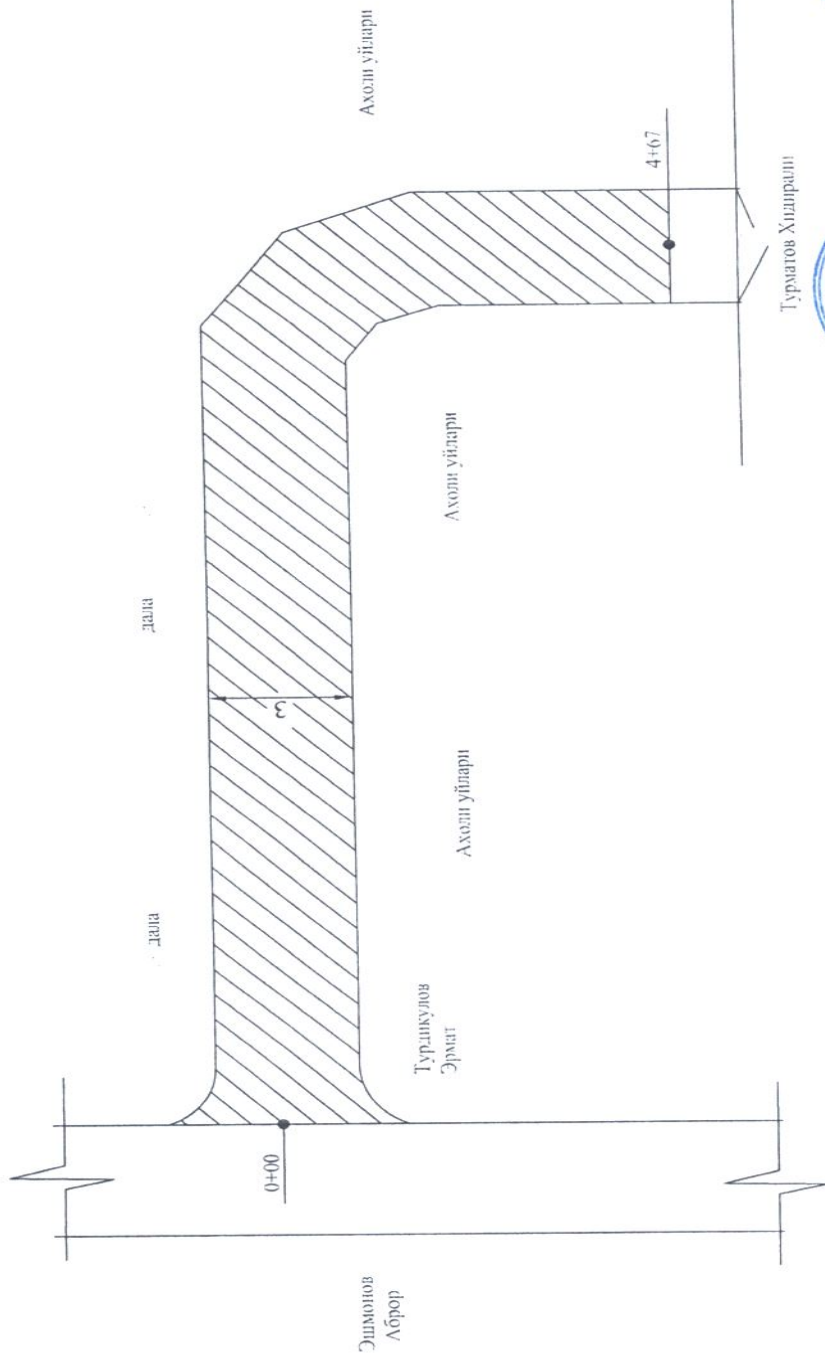 Ахоли уйлари
4+67
Турматов Хидирали
дала
3
Ахоли уйлари
дала
Ахоли уйлари
Турдикулов
Эрмат
0+00
Эшмонов
Аброр